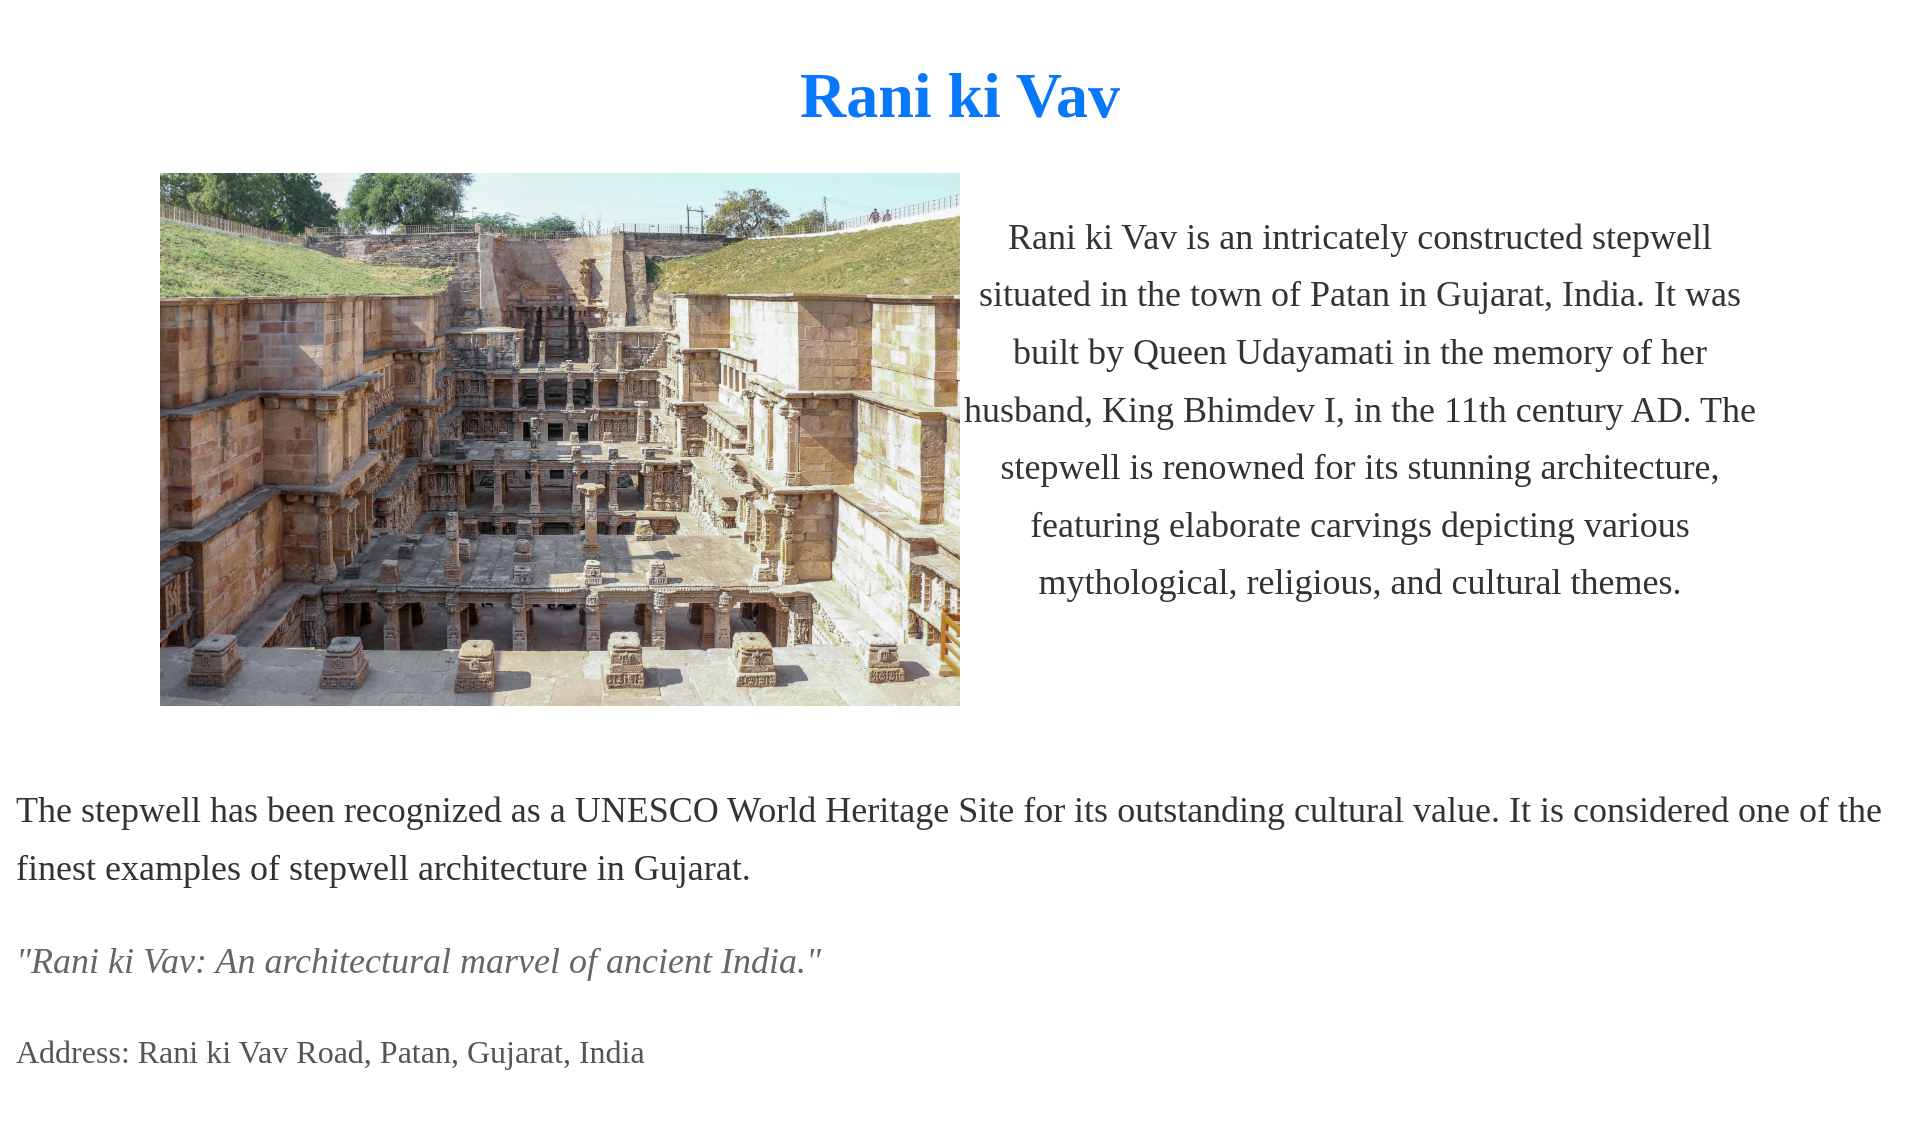 Rani ki Vav
Rani ki Vav is an intricately constructed stepwell
situated in the town of Patan in Gujarat, India. It was
built by Queen Udayamati in the memory of her
husband, King Bhimdev I, in the 11th century AD. The
stepwell is renowned for its stunning architecture,
featuring elaborate carvings depicting various
mythological, religious, and cultural themes.
The stepwell has been recognized as a UNESCO World Heritage Site for its outstanding cultural value. It is considered one of the
finest examples of stepwell architecture in Gujarat.
"Rani ki Vav: An architectural marvel of ancient India."
Address: Rani ki Vav Road, Patan, Gujarat, India